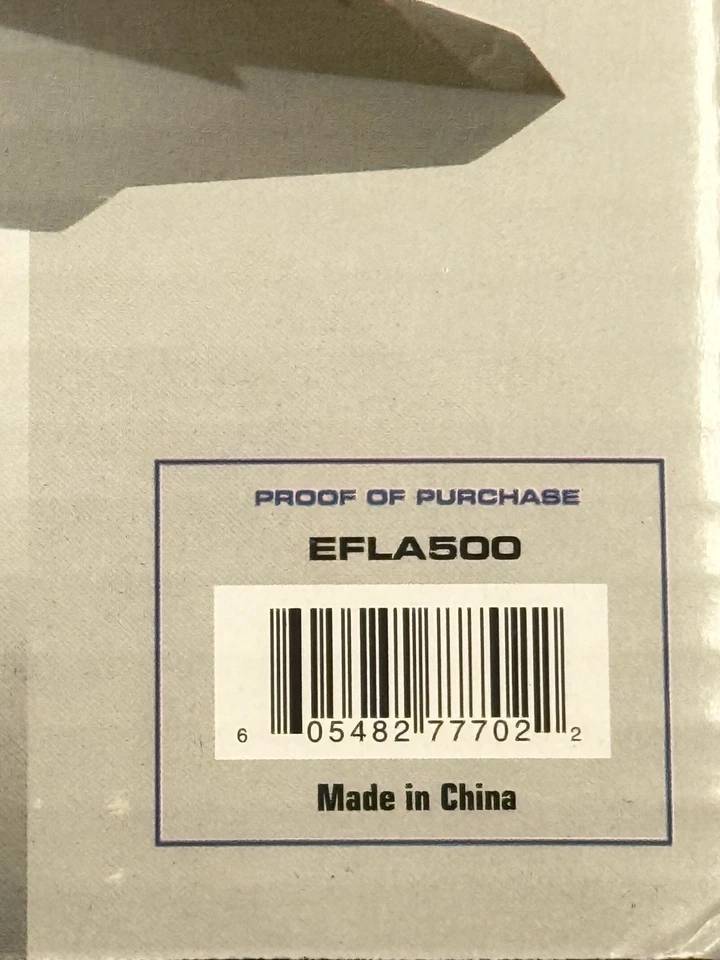 PROOF OF PURCHASE
EFLA500
6 05482 77702 2
Made in China